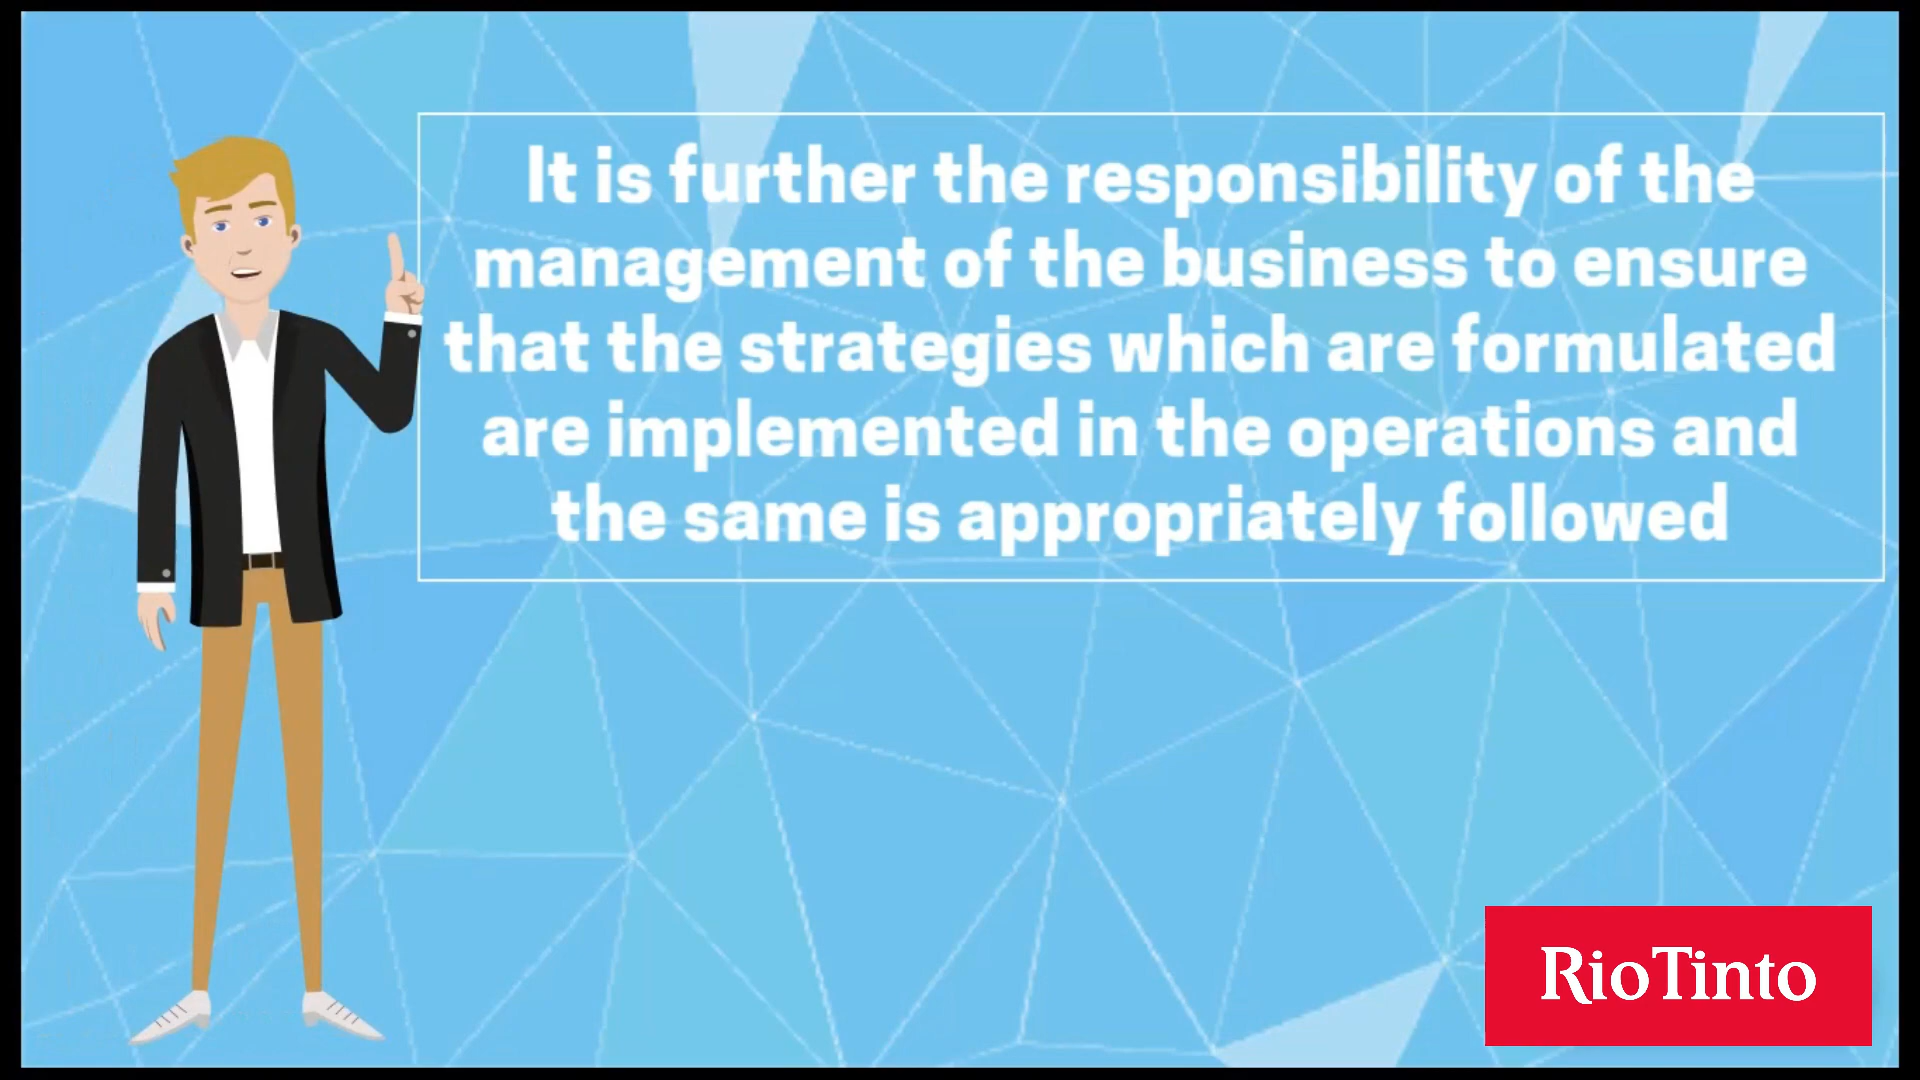 It is further the responsibility of the
management of the business to ensure
that the strategies which are formulated
are implemented in the operations and
the same is appropriately followed
RioTinto